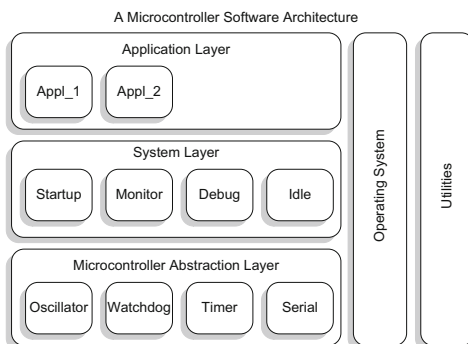 A Microcontroller Software Architecture
Application Layer
Appl_1
Appl_2
System Layer
Startup
Monitor
Debug
Idle
Microcontroller Abstraction Layer
Oscillator
Watchdog
Timer
Serial
Operating System
Utilities